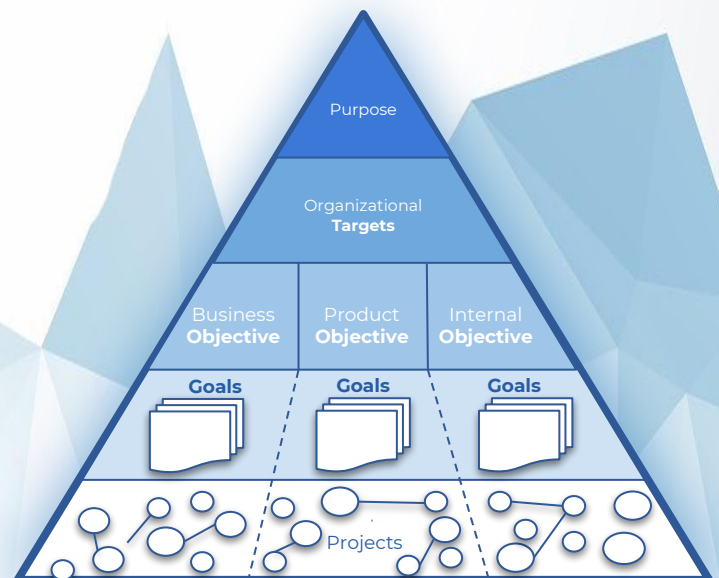 Purpose
Organizational
Targets
Business
Objective
Product
Objective
Internal
Objective
Goals
Goals
Goals
Projects